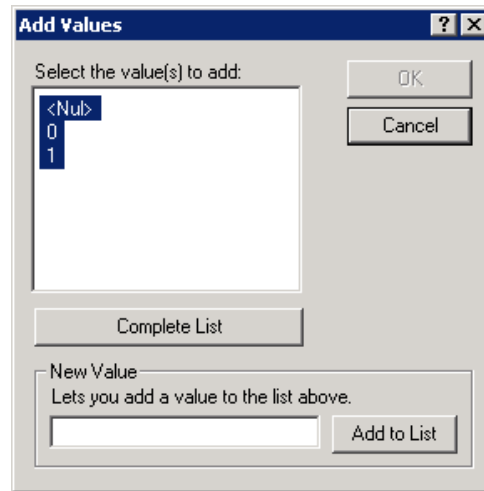 Add Values
Select the value(s) to add:
OK
<Nul>
0
1
Cancel
Complete List
New Value
Lets you add a value to the list above.
Add to List